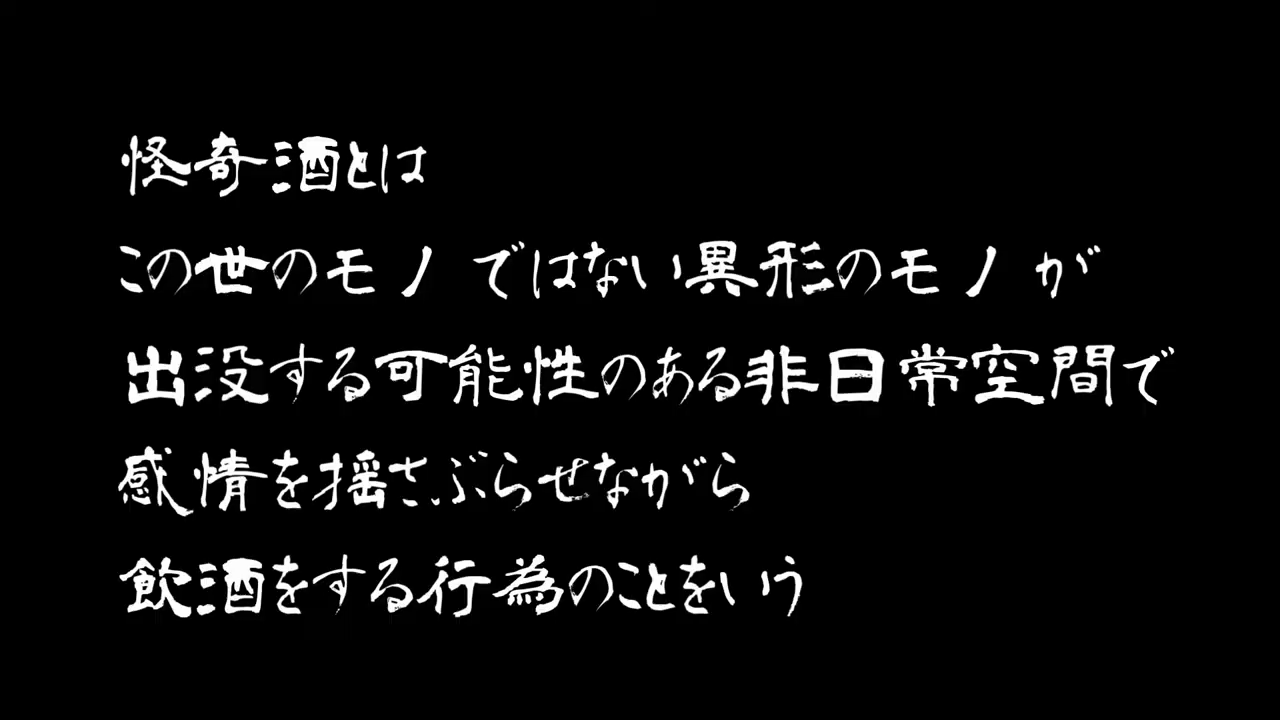 怪奇酒とは
この世のモノではない異形のモノが
出没する可能性のある非日常空間で
感情を揺さぶらせながら
飲酒をする行為のことをいう